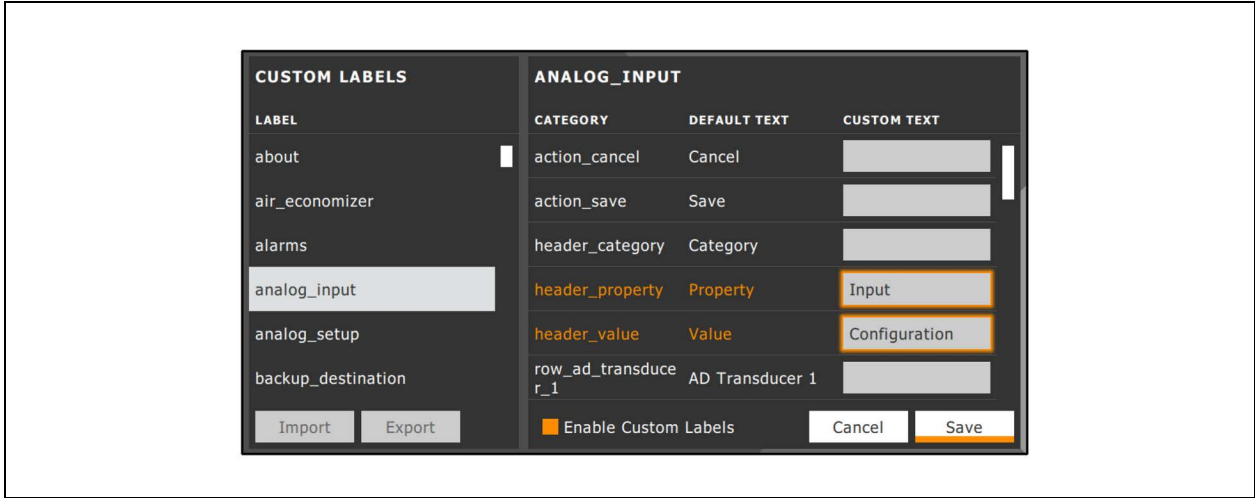 CUSTOM LABELS
LABEL
about
air_economizer
alarms
analog_input
analog_setup
backup_destination
Import Export
ANALOG_INPUT
CATEGORY DEFAULT TEXT CUSTOM TEXT
action_cancel Cancel
action_save Save
header_category Category
header_property Property Input
header_value Value Configuration
row_ad_transduce
r_1 AD Transducer 1
Enable Custom Labels Cancel Save